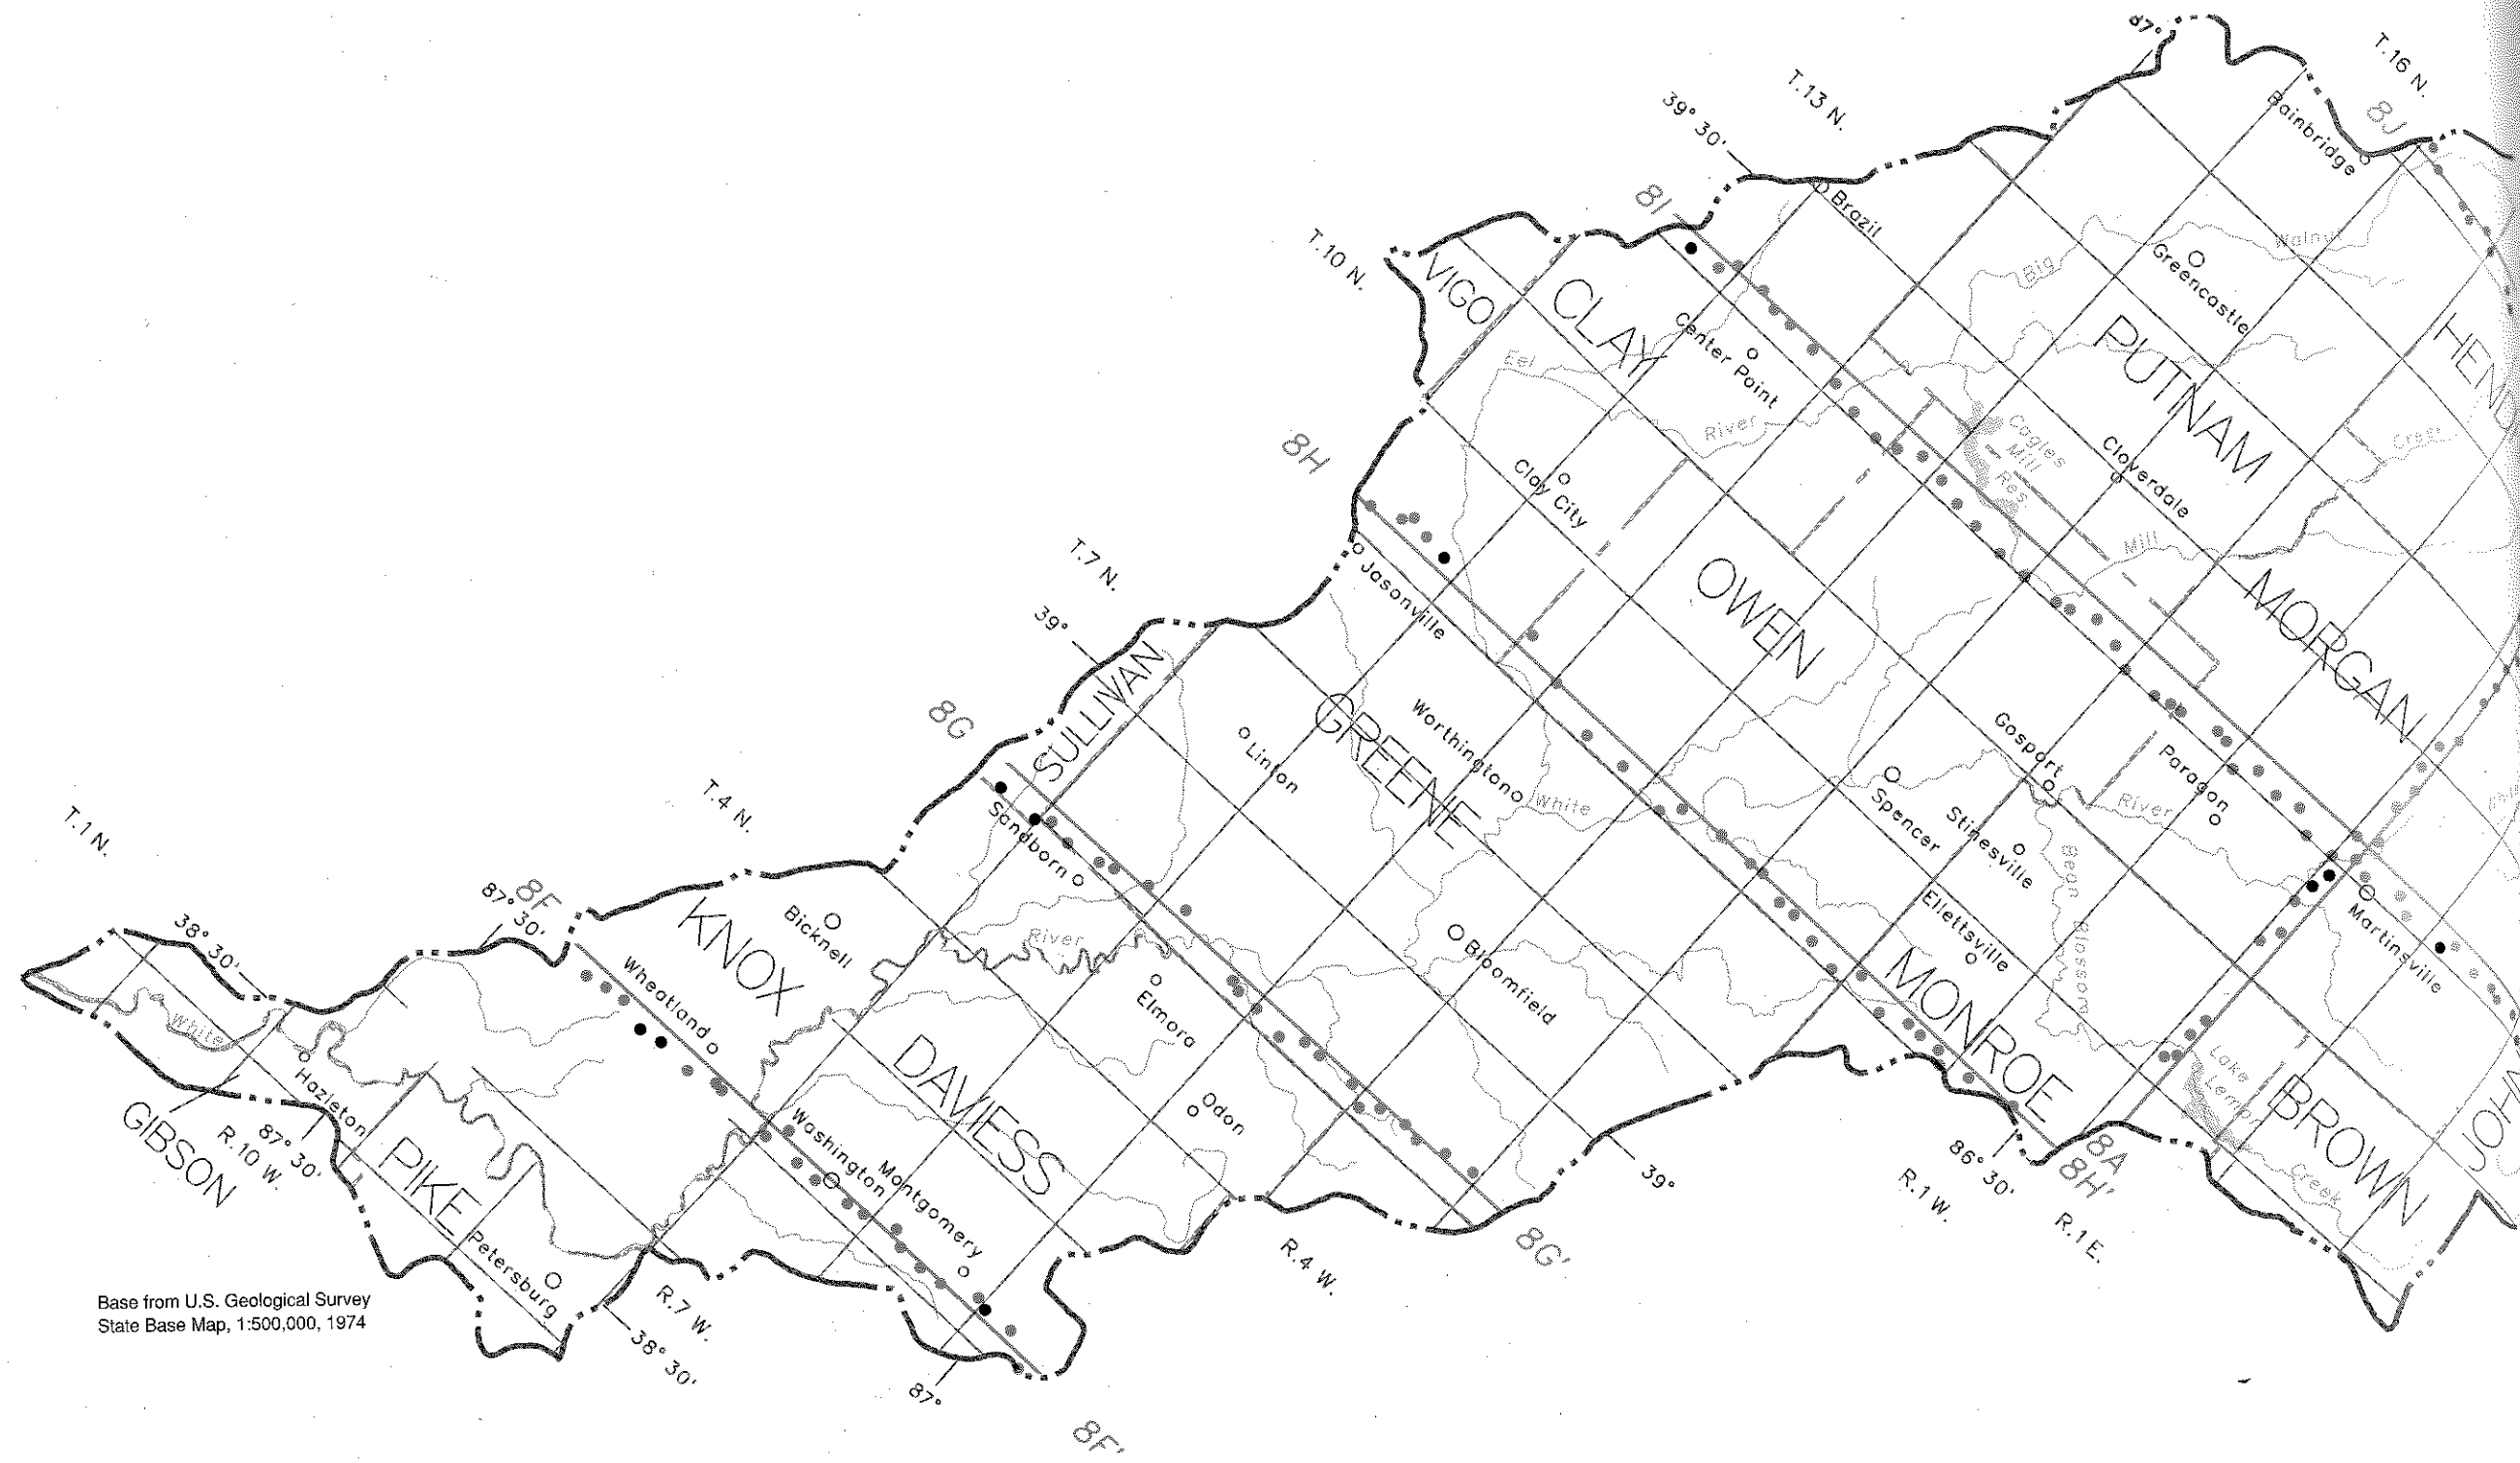 87°
T.16 N.
T.13 N.
39° 30'
8J
Bainbridge
8I
Brazil
T.10 N.
VIGO
CLAY
Big
Walnut
Greencastle
Center Point
PUTNAM
Eel
River
8H
Clay City
Cagles
Mill
Res.
Cloverdale
Creek
Mill
T.7 N.
Jasonville
OWEN
MORGAN
39°
8G
SULLIVAN
Linton
GREENE
Worthington
White
Gosport
Paragon
River
Spencer
Stinesville
T.4 N.
T.1 N.
Sandborn
Bean
Blossom
Ellettsville
Martinsville
8F
87° 30'
38° 30'
KNOX
Bicknell
River
Wheatland
Bloomfield
MONROE
White
Elmora
Hazleton
DAVIESS
Odon
Lake
BROWN
GIBSON
R.10 W.
87° 30'
PIKE
Washington
Montgomery
39°
86° 30'
8A
8H'
Creek
R.1 W.
R.1 E.
8G'
R.4 W.
Petersburg
Base from U.S. Geological Survey
State Base Map, 1:500,000, 1974
R.7 W.
38° 30'
87°
8F'